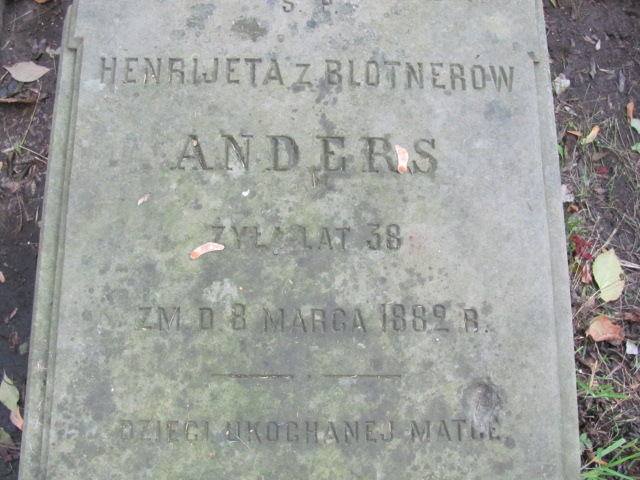 S P
HENRIJETA Z BLOTNERÓW
ANDERS
ŻYŁA LAT 38
ZM D 8 MARCA 1882 R.
DZIECI UKOCHANEJ MATCE